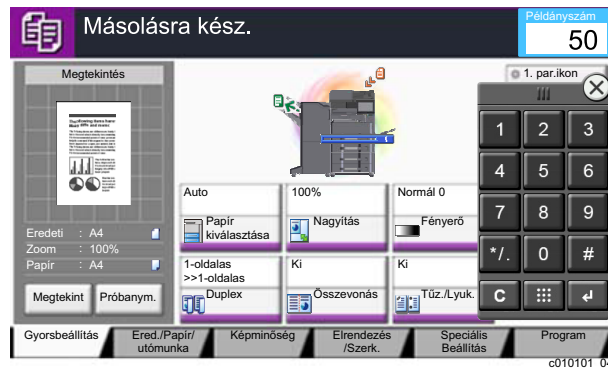 Másolásra kész.
Példányszám
50
Megtekintés
1. par.ikon
Eredeti : A4
Zoom : 100%
Papír : A4
Megtekint
Próbanym.
Auto
Papír
kiválasztása
100%
Nagyítás
Normál 0
Fényerő
1-oldalas
>>1-oldalas
Duplex
Ki
Összevonás
Ki
Tűz./Lyuk.
1 2 3
4 5 6
7 8 9
*/. 0 #
C
Gyorsbeállítás
Ered./Papír/
utómunka
Képminőség
Elrendezés
/Szerk.
Speciális
Beállítás
Program
c010101_04